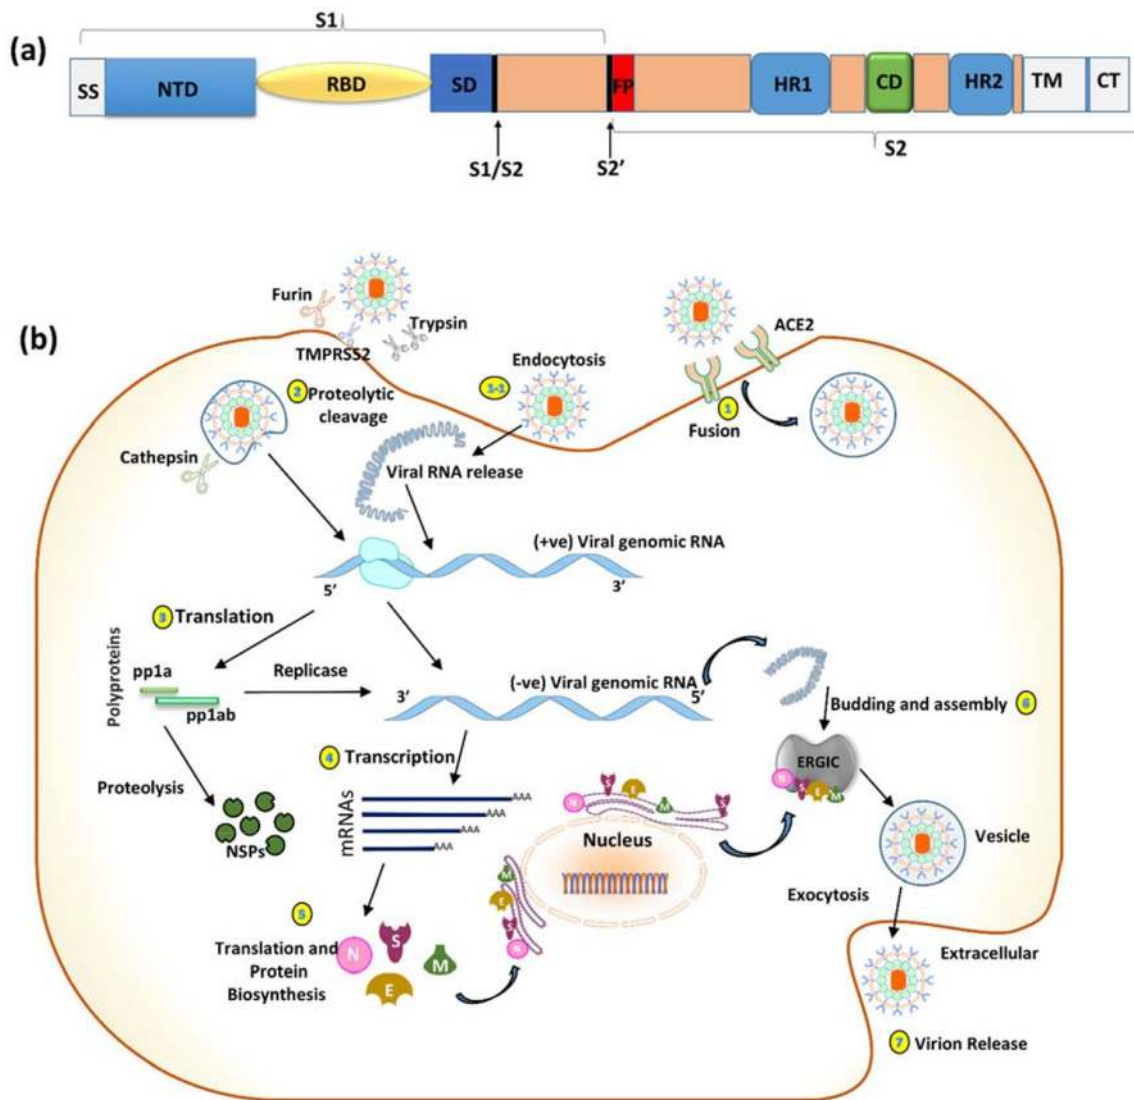 (a)
S1
SS
NTD
RBD
SD
FP
HR1
CD
HR2
TM
CT
S1/S2
S2'
S2
(b)
Furin
TMPRSS2
Trypsin
ACE2
Endocytosis
1-1
1
Fusion
2
Proteolytic
cleavage
Cathepsin
Viral RNA release
(+ve) Viral genomic RNA
5'
3'
3
Translation
Polyproteins
pp1a
pp1ab
Replicase
3'
(-ve) Viral genomic RNA
5'
Budding and assembly
6
ERGIC
N
S
E
M
4
Transcription
Proteolysis
NSPs
mRNAs
AAA
AAA
AAA
AAA
N
S
E
M
S
Nucleus
M
E
S
N
Vesicle
Exocytosis
Extracellular
5
Translation and
Protein
Biosynthesis
N
S
M
E
7
Virion Release